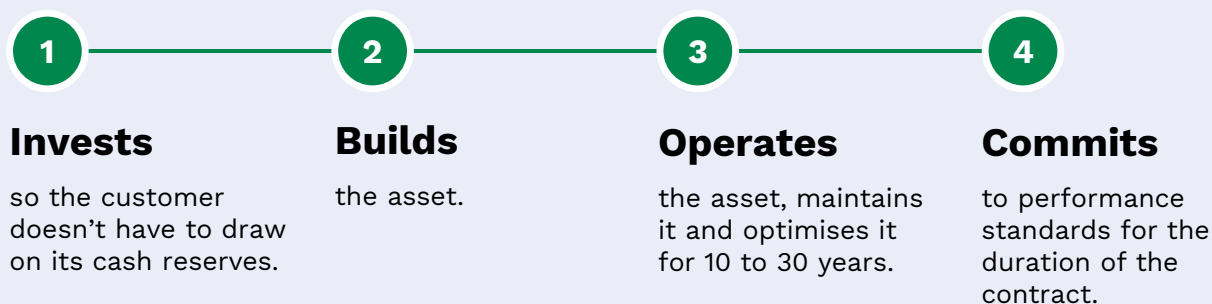 1
2
3
4
Invests
so the customer
doesn’t have to draw
on its cash reserves.
Builds
the asset.
Operates
the asset, maintains
it and optimises it
for 10 to 30 years.
Commits
to performance
standards for the
duration of the
contract.